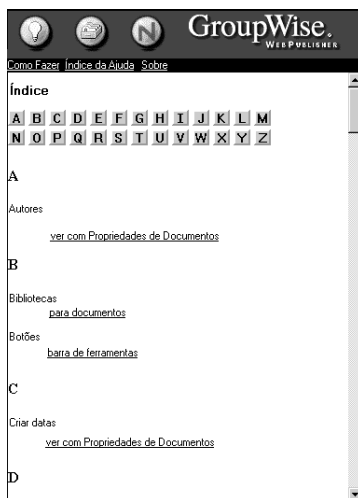 N
GroupWise.
WEBPUBLISHER
Como Fazer Índice da Ajuda Sobre
Índice
A B C D E F G H I J K L M
N O P Q R S T U V W X Y Z
A
Autores
ver com Propriedades de Documentos
B
Bibliotecas
para documentos
Botões
barra de ferramentas
C
Criar datas
ver com Propriedades de Documentos
D